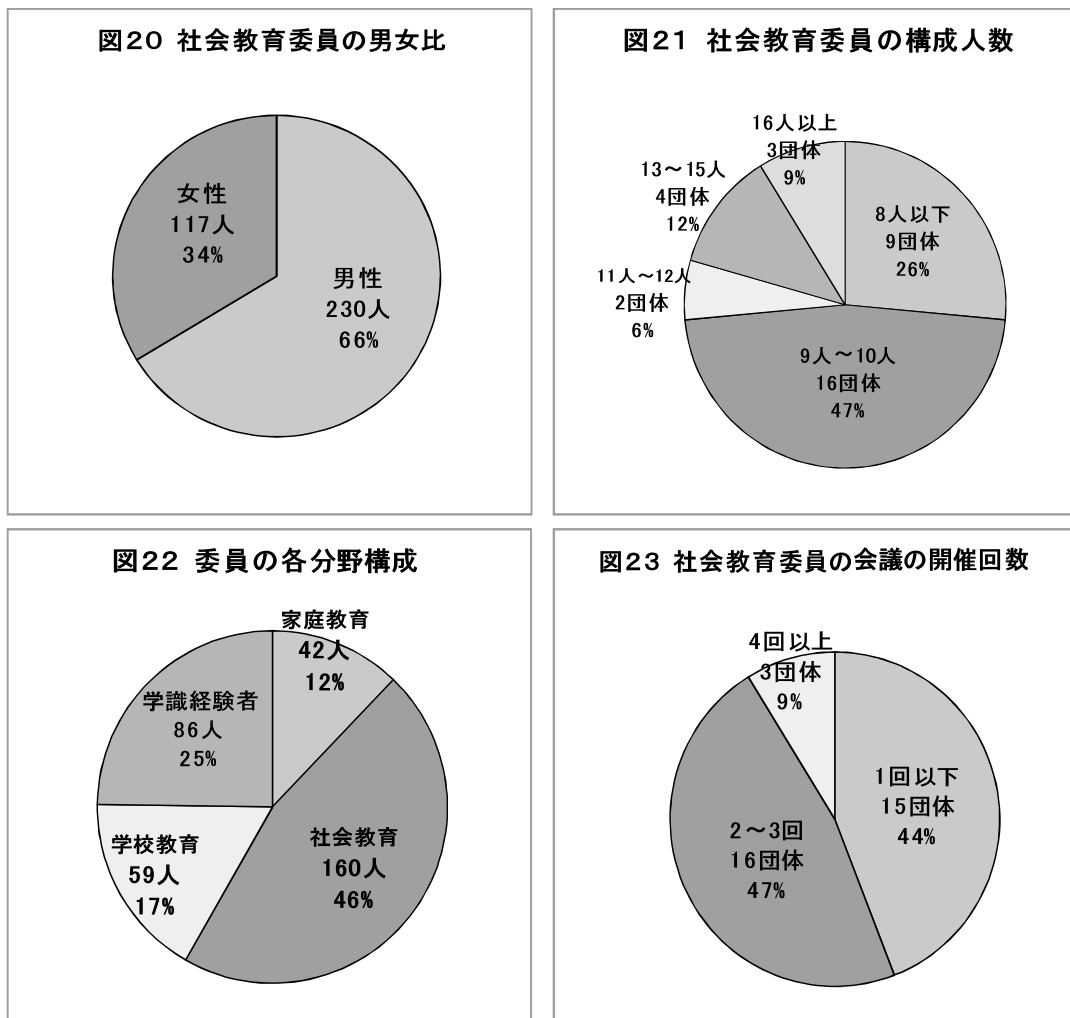 図20 社会教育委員の男女比
女性
117人
34%
男性
230人
66%
図21 社会教育委員の構成人数
16人以上
3団体
9%
13～15人
4団体
12%
11人～12人
2団体
6%
8人以下
9団体
26%
9人～10人
16団体
47%
図22 委員の各分野構成
家庭教育
42人
12%
学識経験者
86人
25%
学校教育
59人
17%
社会教育
160人
46%
図23 社会教育委員の会議の開催回数
4回以上
3団体
9%
1回以下
15団体
44%
2～3回
16団体
47%